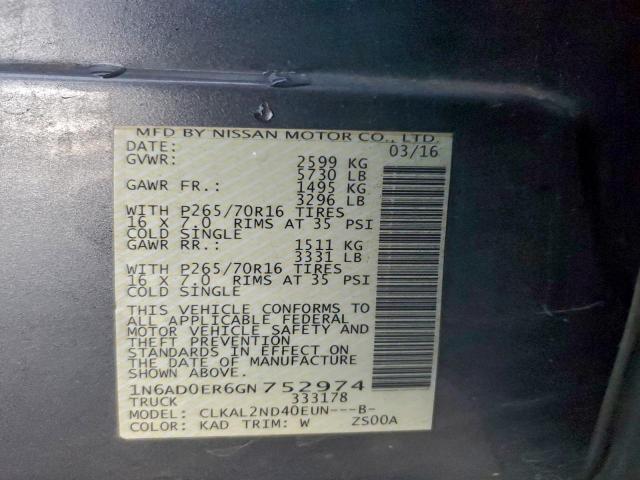 MFD BY NISSAN MOTOR CO., LTD.
DATE: 03/16
GVWR: 2599 KG
5730 LB
GAWR FR.: 1495 KG
3296 LB
WITH P265/70R16 TIRES
16 X 7.0 RIMS AT 35 PSI
COLD SINGLE
GAWR RR.: 1511 KG
3331 LB
WITH P265/70R16 TIRES
16 X 7.0 RIMS AT 35 PSI
COLD SINGLE
THIS VEHICLE CONFORMS TO
ALL APPLICABLE FEDERAL
MOTOR VEHICLE SAFETY AND
THEFT PREVENTION
STANDARDS IN EFFECT ON
THE DATE OF MANUFACTURE
SHOWN ABOVE.
1N6AD0ER6GN752974
TRUCK 333178
MODEL: CLKAL2ND40EUN---B-
COLOR: KAD TRIM: W ZS00A